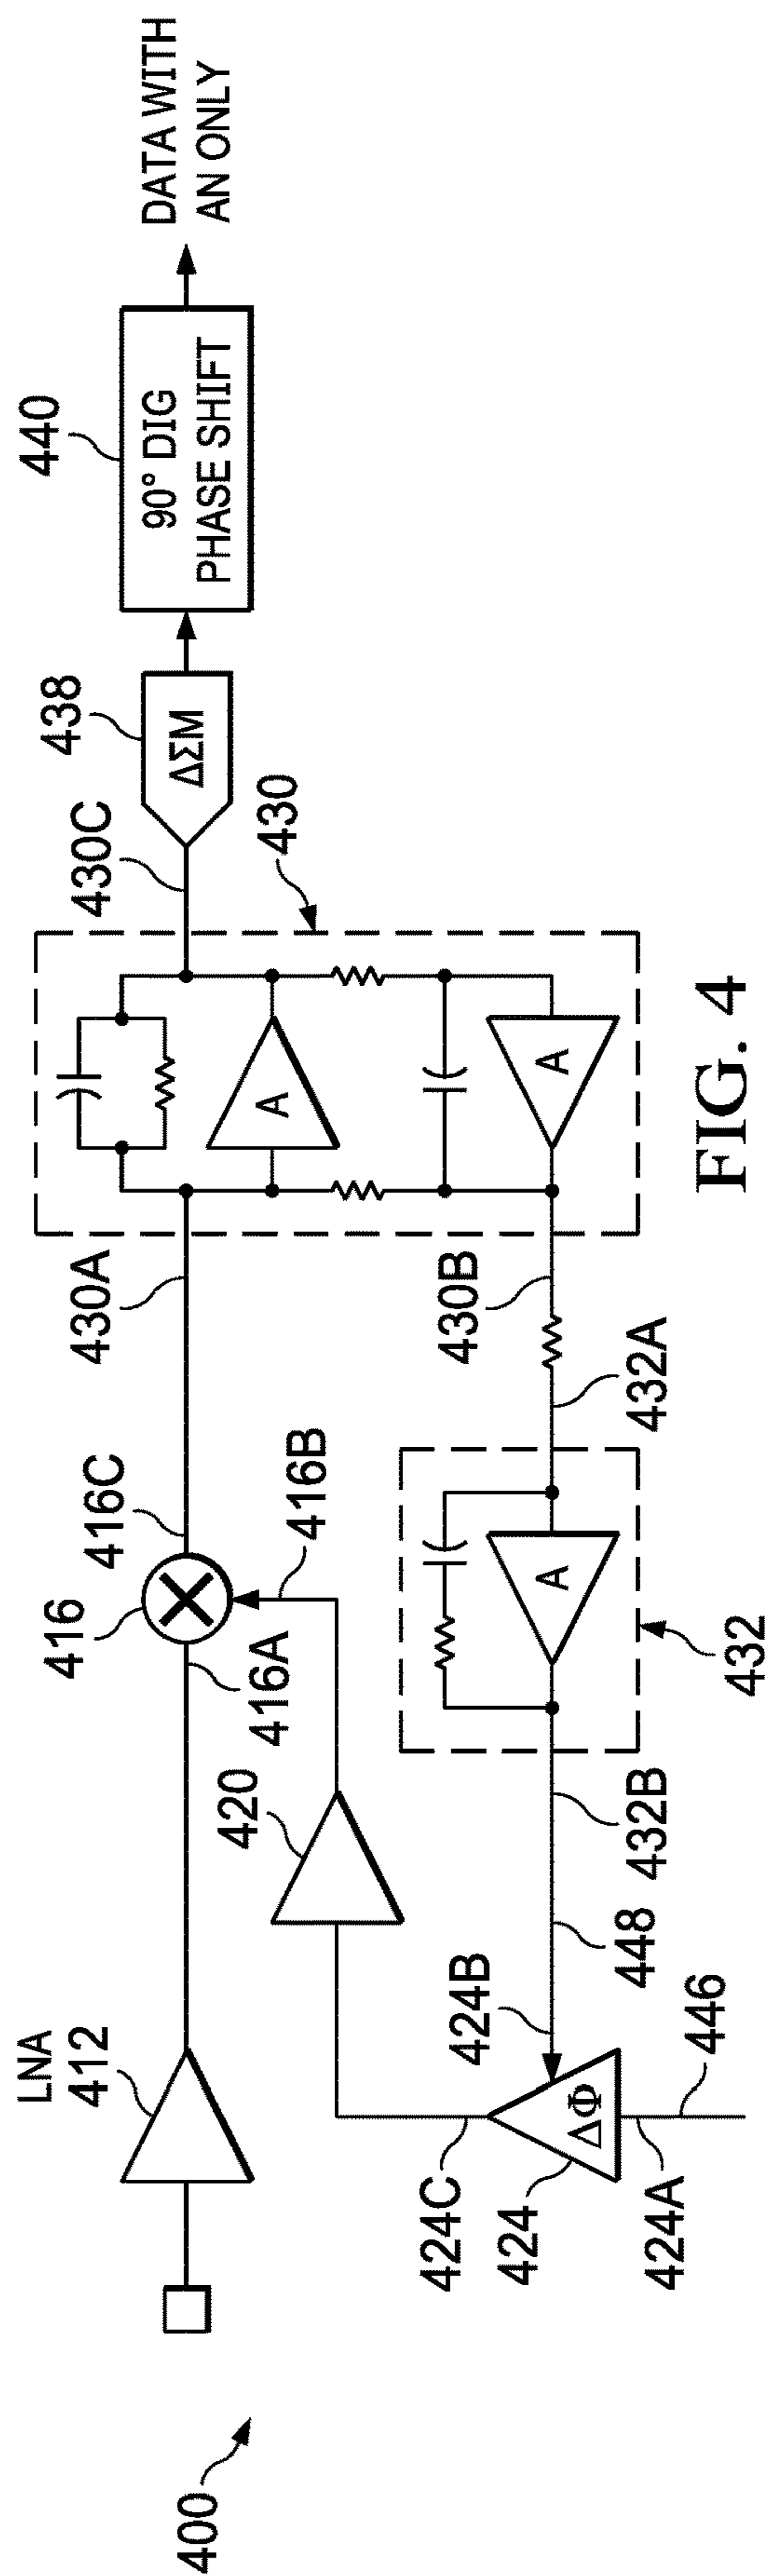 400
LNA
412
416
416A
416B
416C
420
424
424A
424B
424C
ΔΦ
446
448
432
432A
432B
A
430
430A
430B
430C
A
A
438
ΔΣM
440
90° DIG
PHASE SHIFT
DATA WITH
AN ONLY
FIG. 4